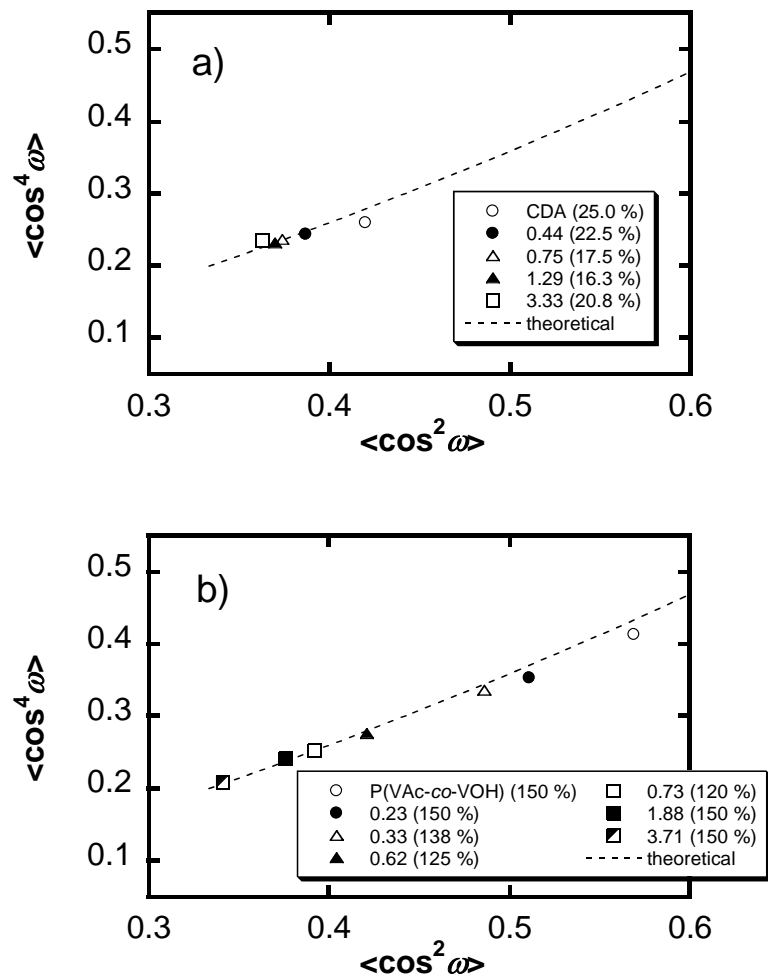 a)
0.5
0.4
0.3
0.2
0.1
<cos⁴ ω>
CDA (25.0 %)
0.44 (22.5 %)
0.75 (17.5 %)
1.29 (16.3 %)
3.33 (20.8 %)
theoretical
0.3 0.4 0.5 0.6
<cos² ω>
b)
0.5
0.4
0.3
0.2
0.1
<cos⁴ ω>
P(VAc-co-VOH) (150 %)
0.23 (150 %)
0.33 (138 %)
0.62 (125 %)
0.73 (120 %)
1.88 (150 %)
3.71 (150 %)
theoretical
0.3 0.4 0.5 0.6
<cos² ω>